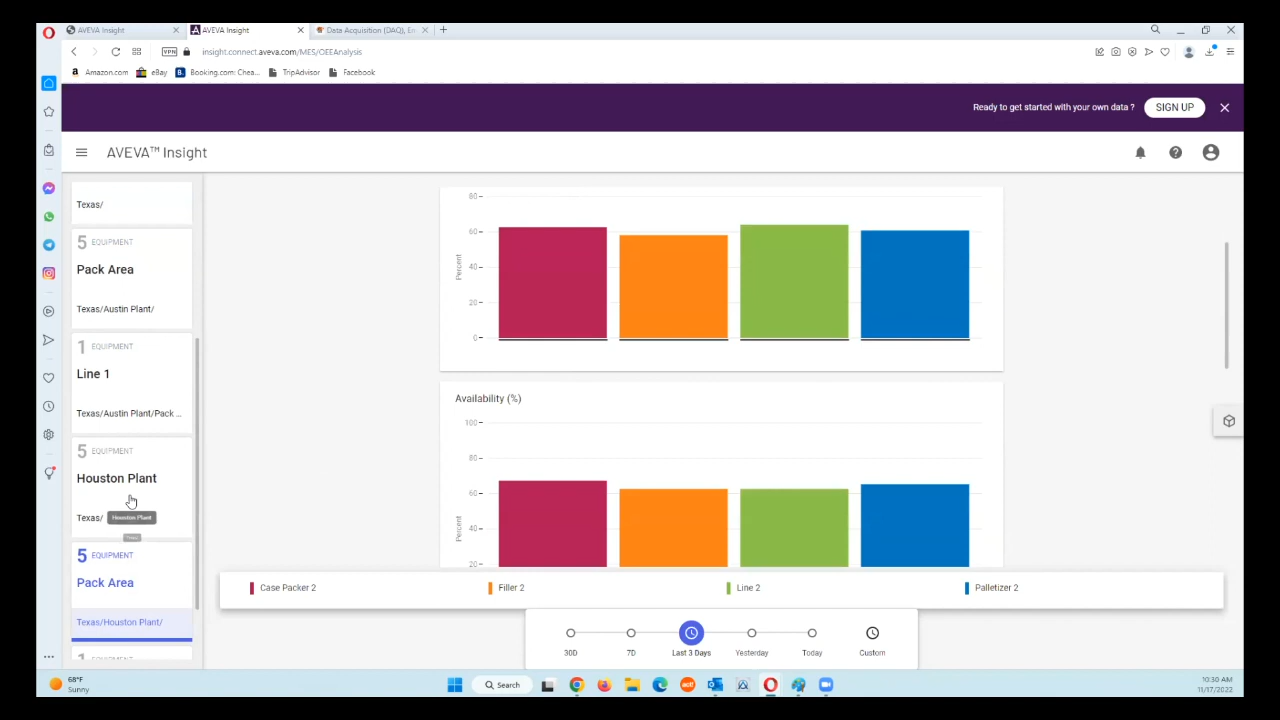 AVEVA Insight
AVEVA Insight
Data Acquisition (DAQ), En
VPN
insight.connect.aveva.com/MES/OEEAnalysis
Amazon.com
eBay
Booking.com: Chea...
TripAdvisor
Facebook
Ready to get started with your own data ?
SIGN UP
AVEVA™ Insight
Texas/
5 EQUIPMENT
Pack Area
Texas/Austin Plant/
1 EQUIPMENT
Line 1
Texas/Austin Plant/Pack ...
5 EQUIPMENT
Houston Plant
Texas/
Houston Plant
5 EQUIPMENT
Pack Area
Texas/Houston Plant/
80
60
40
20
0
Percent
Availability (%)
100
80
60
40
20
Percent
Case Packer 2
Filler 2
Line 2
Palletizer 2
30D
7D
Last 3 Days
Yesterday
Today
Custom
68°F
Sunny
Search
10:30 AM
11/17/2022